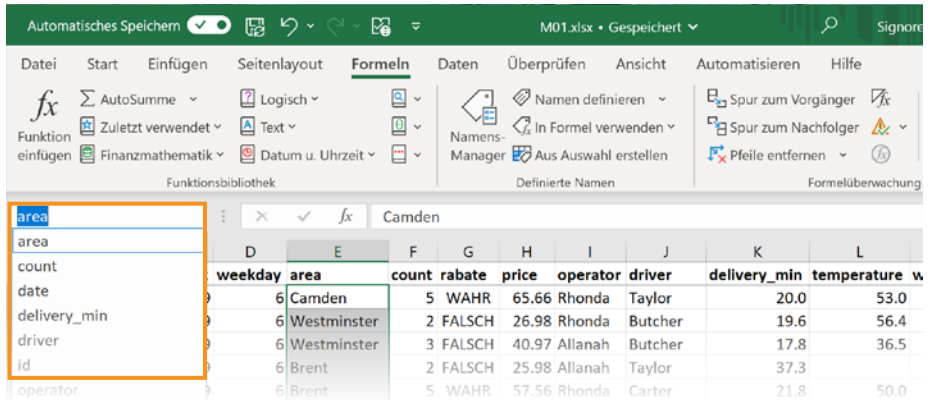 Automatisches Speichern M01.xlsx • Gespeichert Signore
Datei Start Einfügen Seitenlayout Formeln Daten Überprüfen Ansicht Automatisieren Hilfe
fx Funktion einfügen
AutoSumme
Zuletzt verwendet
Finanzmathematik
Logisch
Text
Datum u. Uhrzeit
Namens-
Manager
Namen definieren
In Formel verwenden
Aus Auswahl erstellen
Spur zum Vorgänger
Spur zum Nachfolger
Pfeile entfernen
Funktionsbibliothek Definierte Namen Formelüberwachung
area fx Camden
area
count
date
delivery_min
driver
id
operator
D E F G H I J K L
weekday area count rabate price operator driver delivery_min temperature w
6 Camden 5 WAHR 65.66 Rhonda Taylor 20.0 53.0
6 Westminster 2 FALSCH 26.98 Rhonda Butcher 19.6 56.4
6 Westminster 3 FALSCH 40.97 Allanah Butcher 17.8 36.5
6 Brent 2 FALSCH 25.98 Allanah Taylor 37.3
6 Brent 5 WAHR 57.56 Rhonda Carter 21.8 50.0